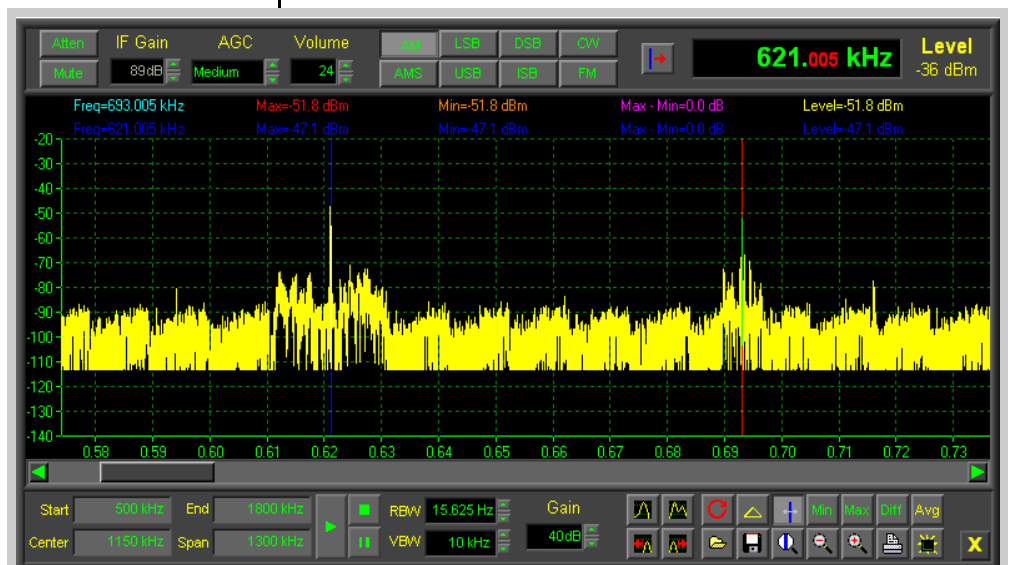 Atten IF Gain AGC Volume AM LSB DSB CW
621.005 kHz Level
-36 dBm
Mute 89dB Medium 24 AMS USB ISB FM
Freq=693.005 kHz Max=-51.8 dBm Min=-51.8 dBm Max - Min=0.0 dB Level=-51.8 dBm
Freq=621.005 kHz Max=-47.1 dBm Min=-47.1 dBm Max - Min=0.0 dB Level=-47.1 dBm
-20
-30
-40
-50
-60
-70
-80
-90
-100
-110
-120
-130
-140
0.58 0.59 0.60 0.61 0.62 0.63 0.64 0.65 0.66 0.67 0.68 0.69 0.70 0.71 0.72 0.73
Start 500 kHz End 1800 kHz RBW 15.625 Hz Gain C Min Max Diff Avg
Center 1150 kHz Span 1300 kHz VBW 10 kHz 40dB X